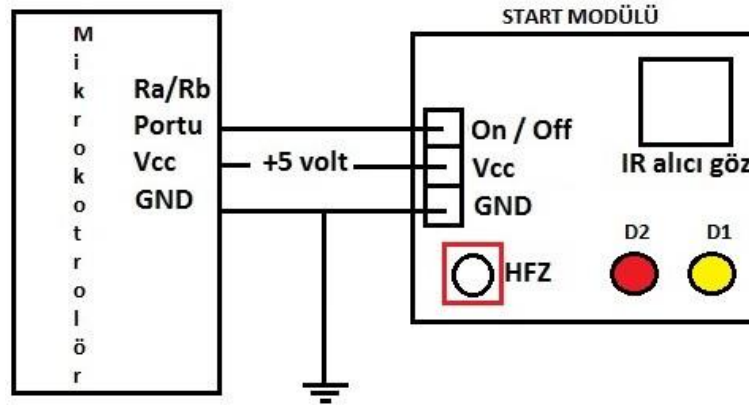 START MODÜLÜ
Mikrokotrolör
Ra/Rb
Portu
Vcc
GND
+5 volt
On / Off
Vcc
GND
IR alıcı göz
HFZ
D2
D1